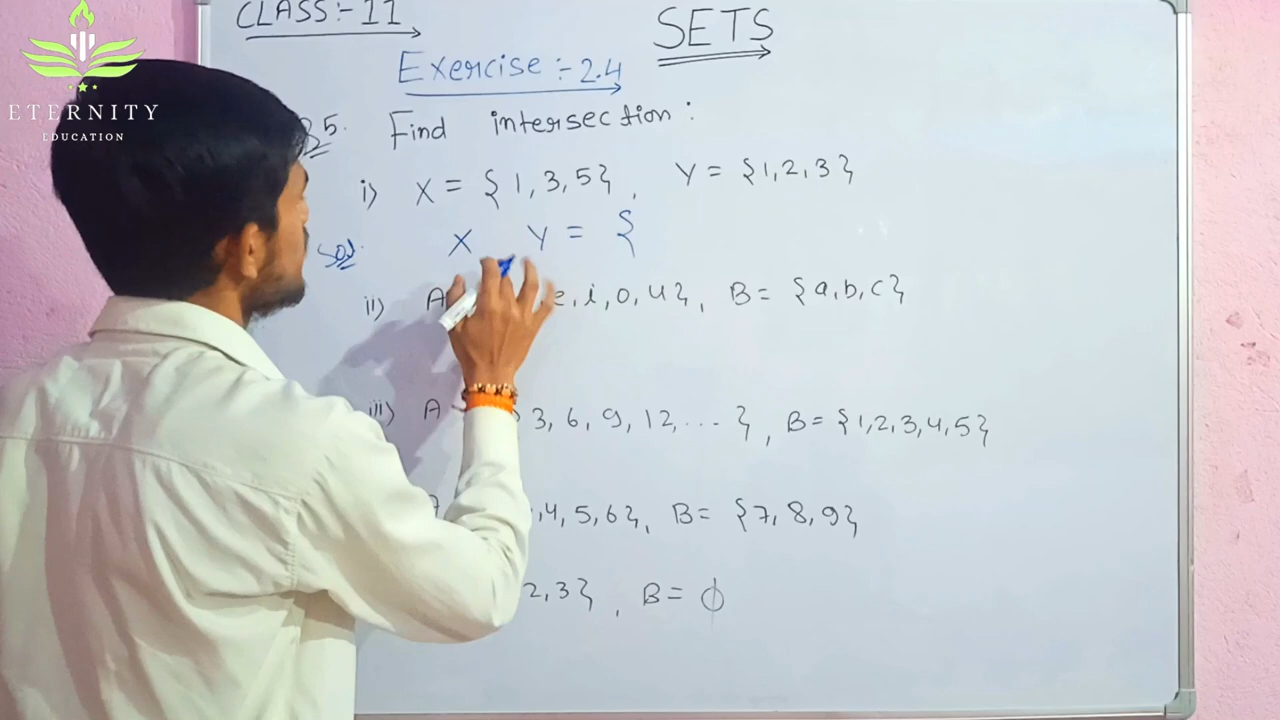 CLASS:- 11
SETS
ETERNITY
EDUCATION
Exercise :- 2.4
5. Find intersection :
i) X = { 1, 3, 5} , Y = {1, 2, 3}
Sol. X Y = {
ii) A e, i, o, u} , B = {a, b, c}
iii) A 3, 6, 9, 12, ... } , B = {1, 2, 3, 4, 5}
A , 4, 5, 6} , B = {7, 8, 9}
2, 3} , B = ϕ